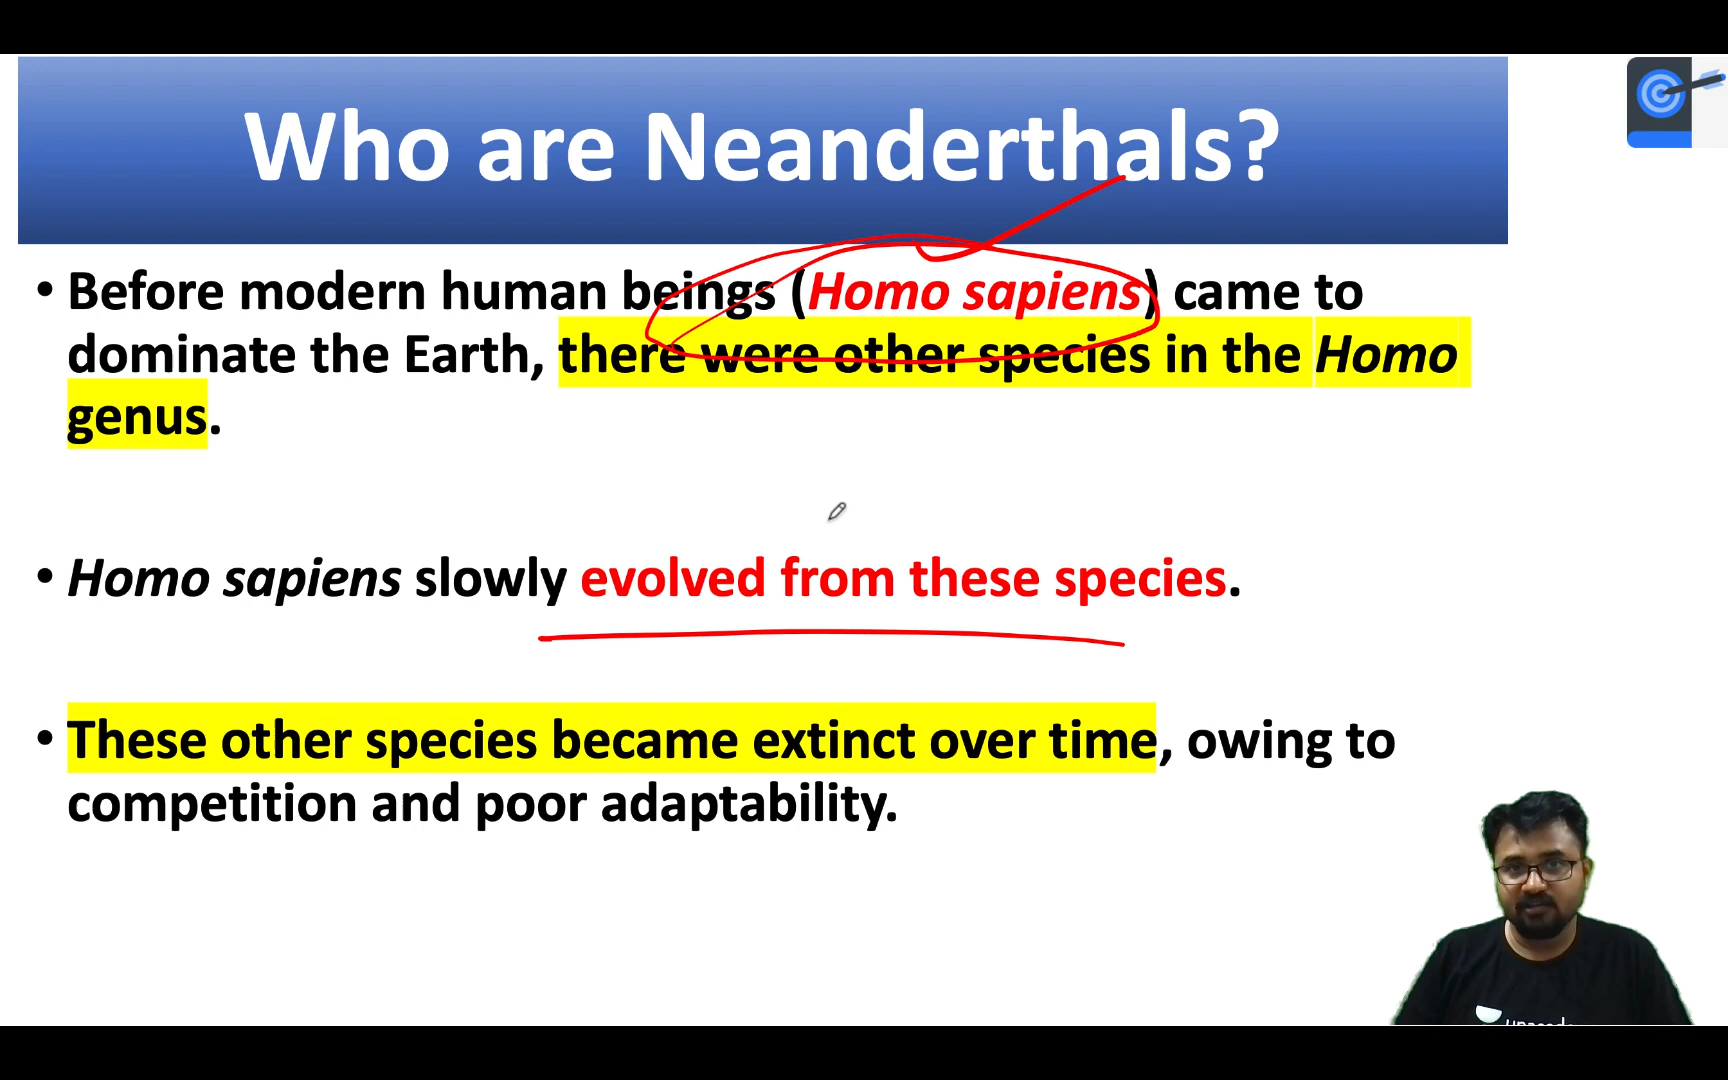 Who are Neanderthals?
• Before modern human beings (Homo sapiens) came to
dominate the Earth, there were other species in the Homo
genus.
• Homo sapiens slowly evolved from these species.
• These other species became extinct over time, owing to
competition and poor adaptability.